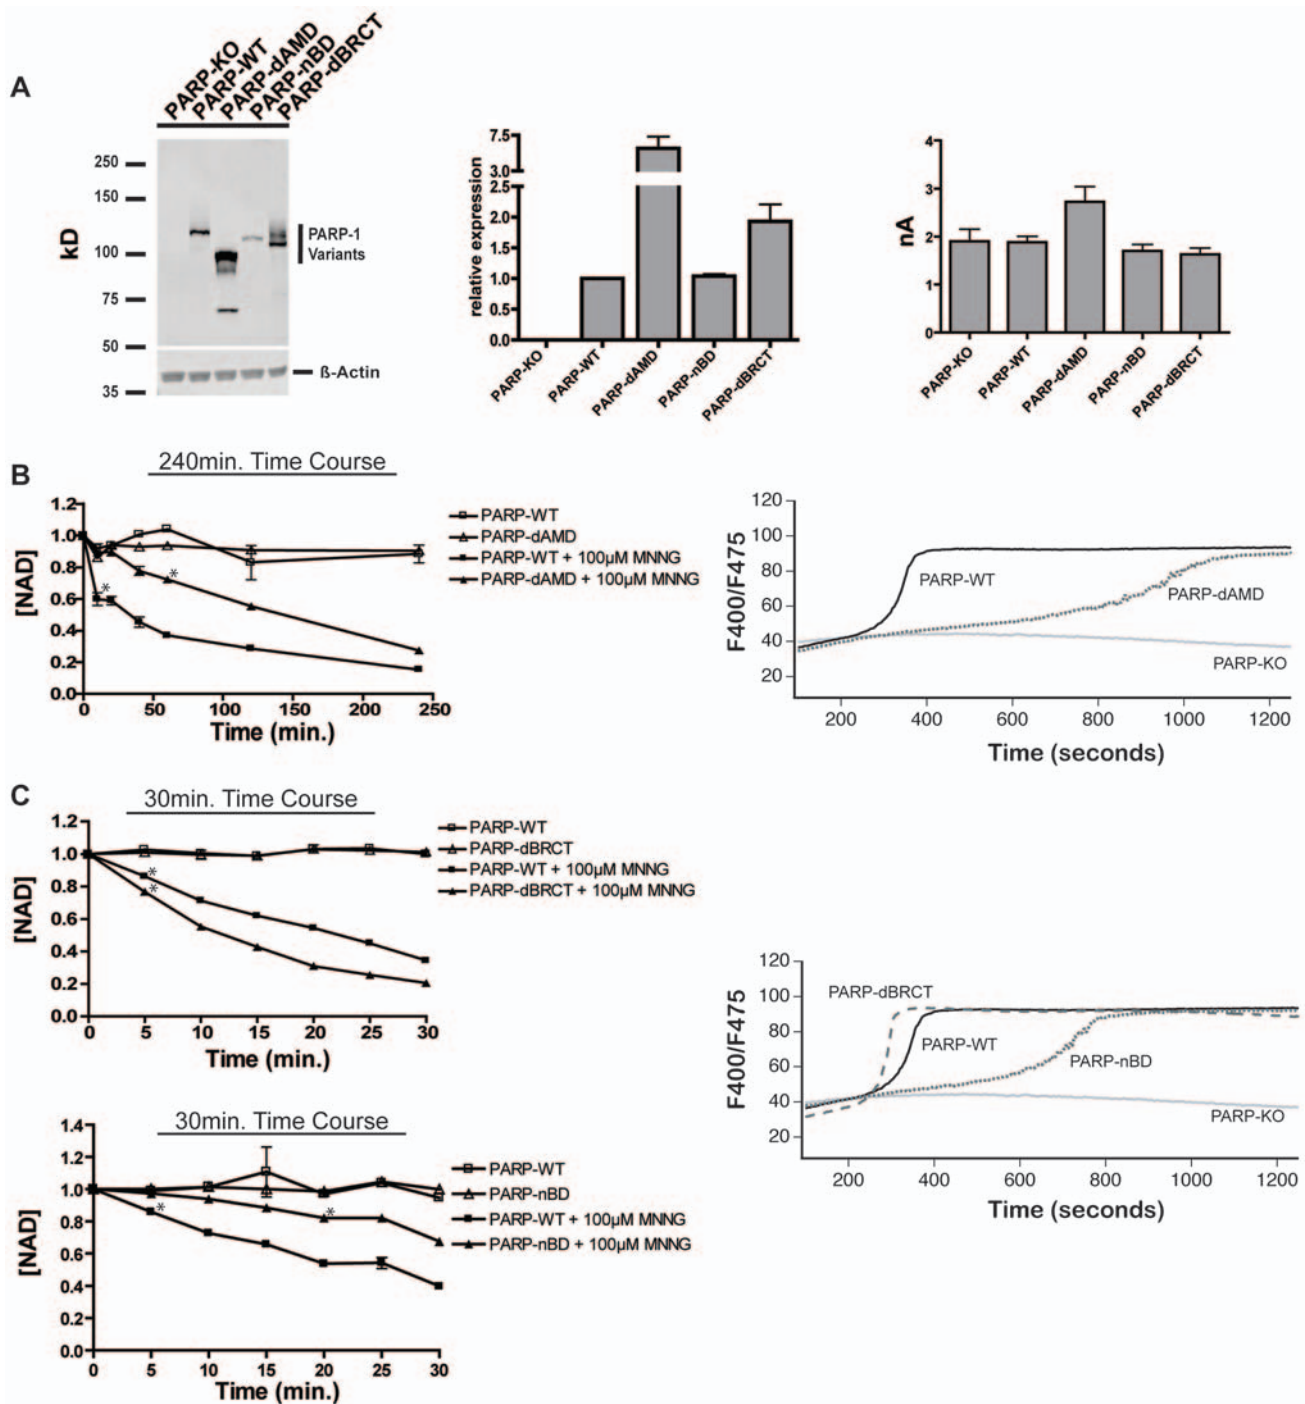 A
PARP-KO
PARP-WT
PARP-dAMD
PARP-nBD
PARP-dBRCT
kD
250
150
100
75
50
35
PARP-1
Variants
ß-Actin
relative expression
7.5
3.0
2.5
2.0
1.5
1.0
0.5
0.0
PARP-KO
PARP-WT
PARP-dAMD
PARP-nBD
PARP-dBRCT
nA
4
3
2
1
0
PARP-KO
PARP-WT
PARP-dAMD
PARP-nBD
PARP-dBRCT
B
240min. Time Course
[NAD]
1.2
1.0
0.8
0.6
0.4
0.2
0.0
*
*
0 50 100 150 200 250
Time (min.)
PARP-WT
PARP-dAMD
PARP-WT + 100µM MNNG
PARP-dAMD + 100µM MNNG
F400/F475
120
100
80
60
40
20
PARP-WT
PARP-dAMD
PARP-KO
200 400 600 800 1000 1200
Time (seconds)
C
30min. Time Course
[NAD]
1.2
1.0
0.8
0.6
0.4
0.2
0.0
*
*
0 5 10 15 20 25 30
Time (min.)
PARP-WT
PARP-dBRCT
PARP-WT + 100µM MNNG
PARP-dBRCT + 100µM MNNG
F400/F475
120
100
80
60
40
20
PARP-dBRCT
PARP-WT
PARP-nBD
PARP-KO
200 400 600 800 1000 1200
Time (seconds)
30min. Time Course
[NAD]
1.4
1.2
1.0
0.8
0.6
0.4
0.2
0.0
*
*
0 5 10 15 20 25 30
Time (min.)
PARP-WT
PARP-nBD
PARP-WT + 100µM MNNG
PARP-nBD + 100µM MNNG